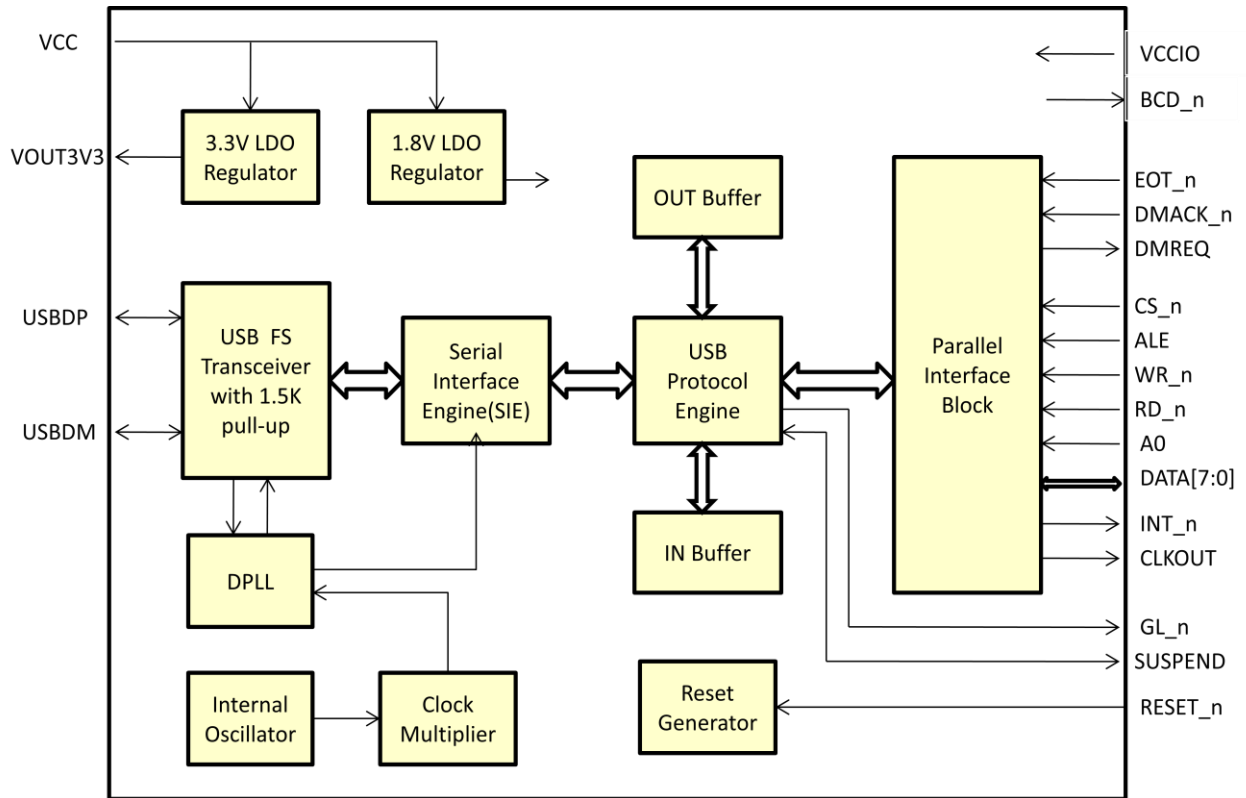 VCC
VCCIO
BCD_n
3.3V LDO
Regulator
1.8V LDO
Regulator
VOUT3V3
OUT Buffer
EOT_n
DMACK_n
DMREQ
CS_n
ALE
WR_n
RD_n
A0
DATA[7:0]
INT_n
CLKOUT
USBDP
USBDM
USB FS
Transceiver
with 1.5K
pull-up
Serial
Interface
Engine(SIE)
USB
Protocol
Engine
Parallel
Interface
Block
DPLL
IN Buffer
GL_n
SUSPEND
RESET_n
Internal
Oscillator
Clock
Multiplier
Reset
Generator